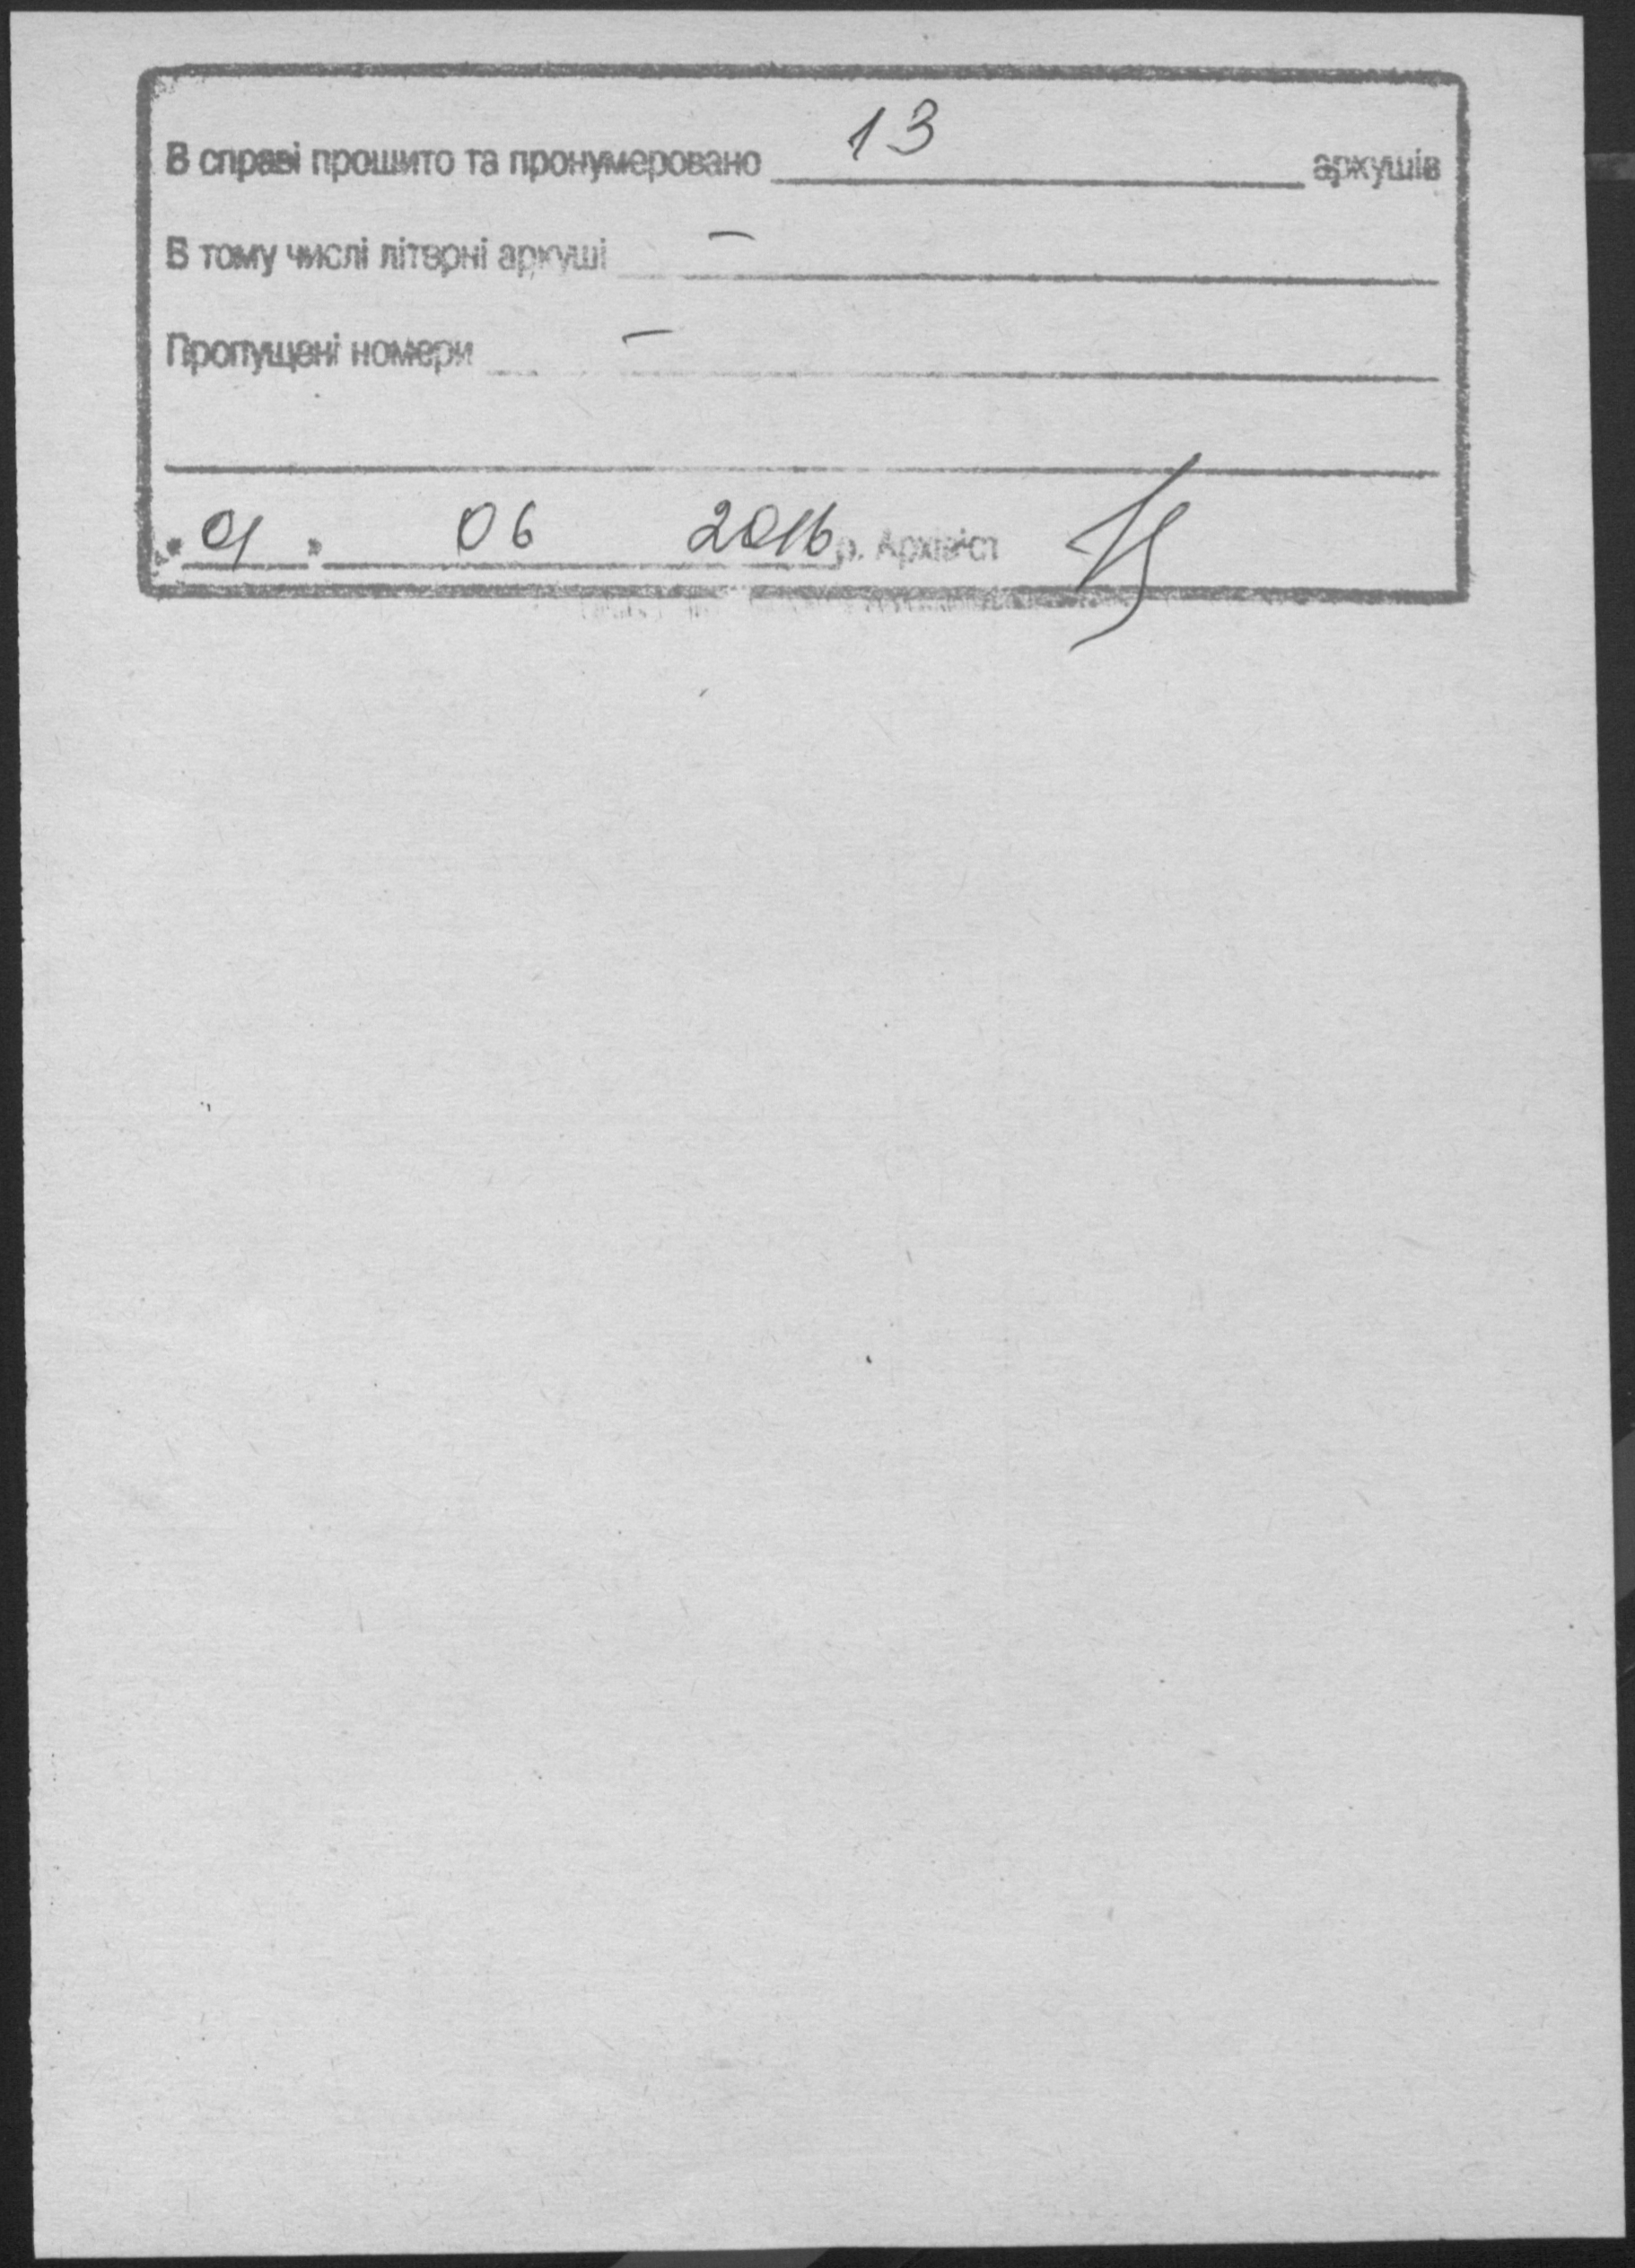 В справі прошито та пронумеровано 13 аркушів
В тому числі літерні аркуші –
Пропущені номери –
"01" 06 2016 р. Архівіст